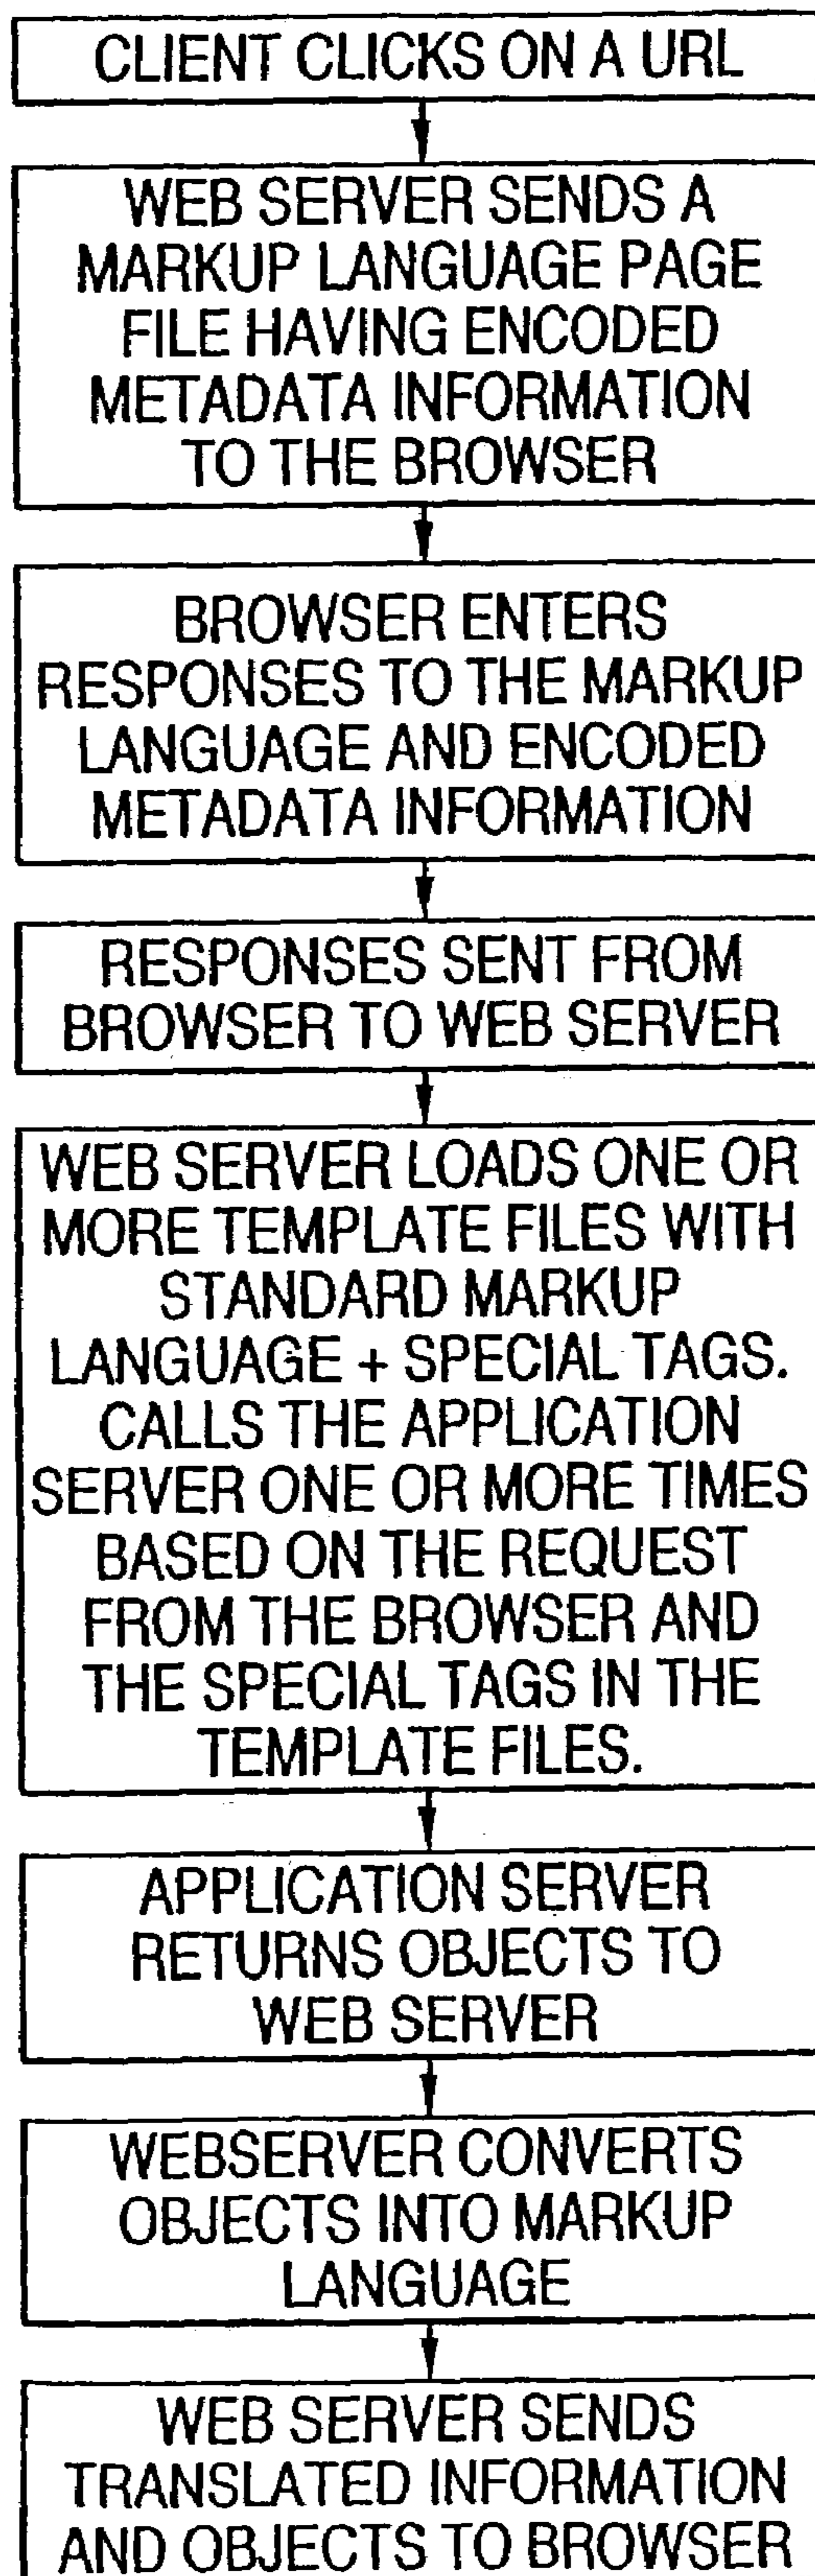 CLIENT CLICKS ON A URL
WEB SERVER SENDS A
MARKUP LANGUAGE PAGE
FILE HAVING ENCODED
METADATA INFORMATION
TO THE BROWSER
BROWSER ENTERS
RESPONSES TO THE MARKUP
LANGUAGE AND ENCODED
METADATA INFORMATION
RESPONSES SENT FROM
BROWSER TO WEB SERVER
WEB SERVER LOADS ONE OR
MORE TEMPLATE FILES WITH
STANDARD MARKUP
LANGUAGE + SPECIAL TAGS.
CALLS THE APPLICATION
SERVER ONE OR MORE TIMES
BASED ON THE REQUEST
FROM THE BROWSER AND
THE SPECIAL TAGS IN THE
TEMPLATE FILES.
APPLICATION SERVER
RETURNS OBJECTS TO
WEB SERVER
WEBSERVER CONVERTS
OBJECTS INTO MARKUP
LANGUAGE
WEB SERVER SENDS
TRANSLATED INFORMATION
AND OBJECTS TO BROWSER